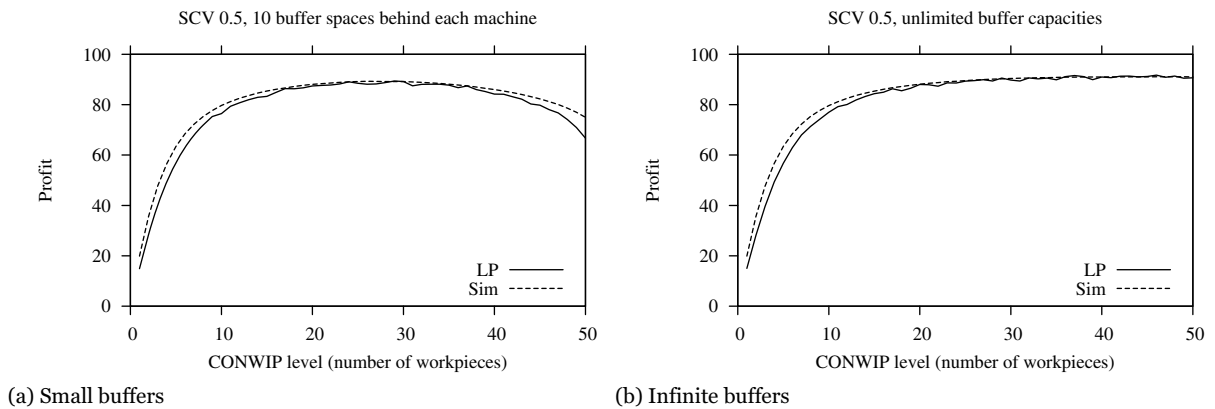 SCV 0.5, 10 buffer spaces behind each machine
100
80
60
40
20
0
Profit
LP
Sim
0 10 20 30 40 50
CONWIP level (number of workpieces)
(a) Small buffers
SCV 0.5, unlimited buffer capacities
100
80
60
40
20
0
Profit
LP
Sim
0 10 20 30 40 50
CONWIP level (number of workpieces)
(b) Infinite buffers